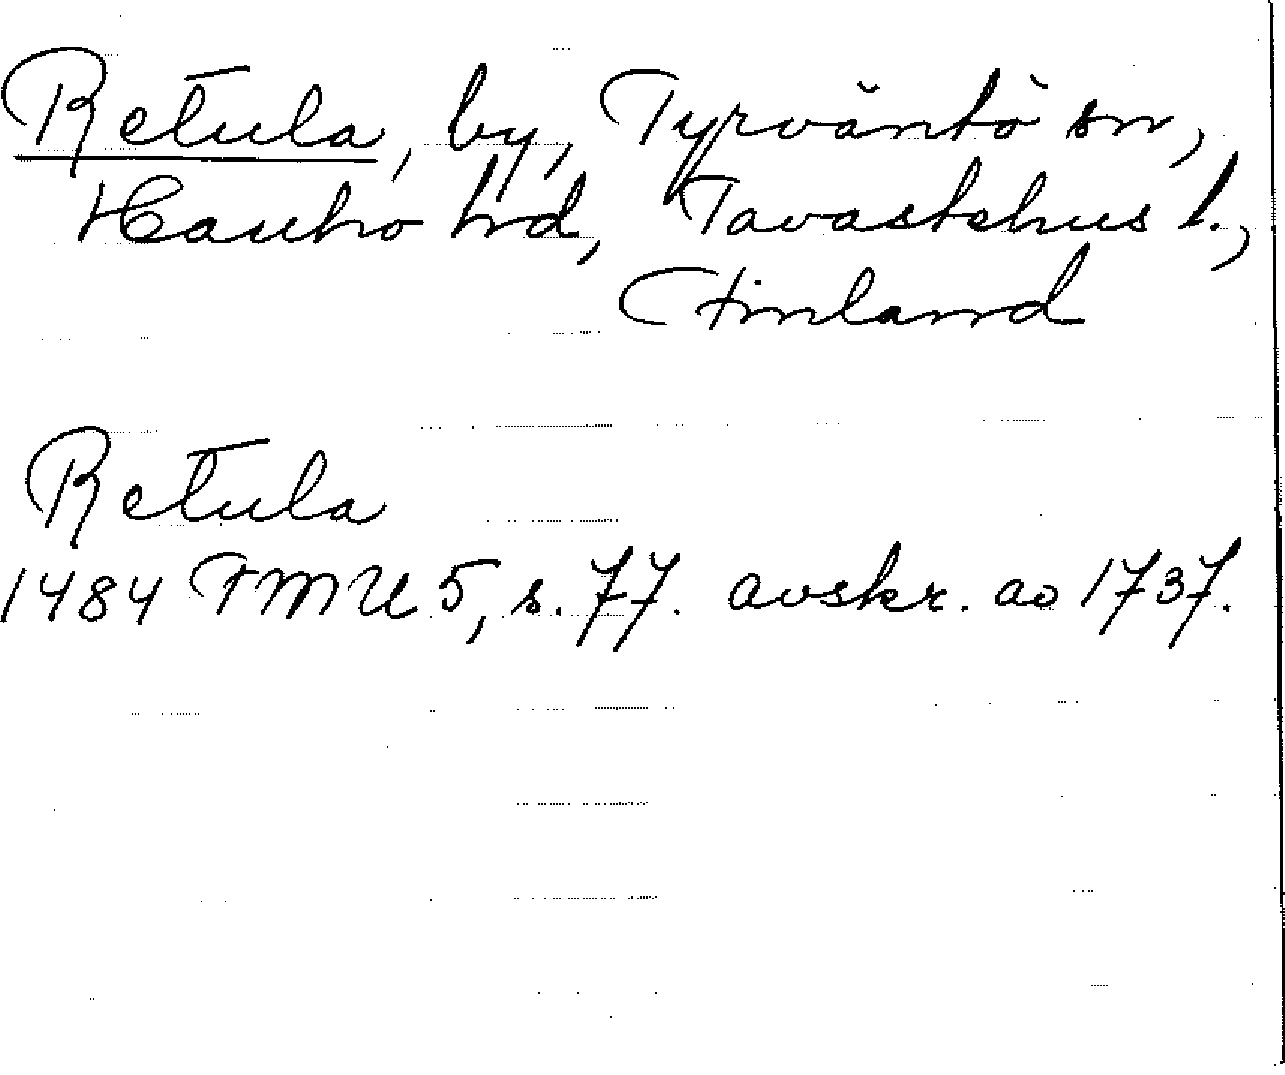 Retula, by, Tyrväntö sn,
Hauho hd, Tavastehus l.,
Finland
Retula
1484 FMU 5, s. 77. avskr. ao 1737.